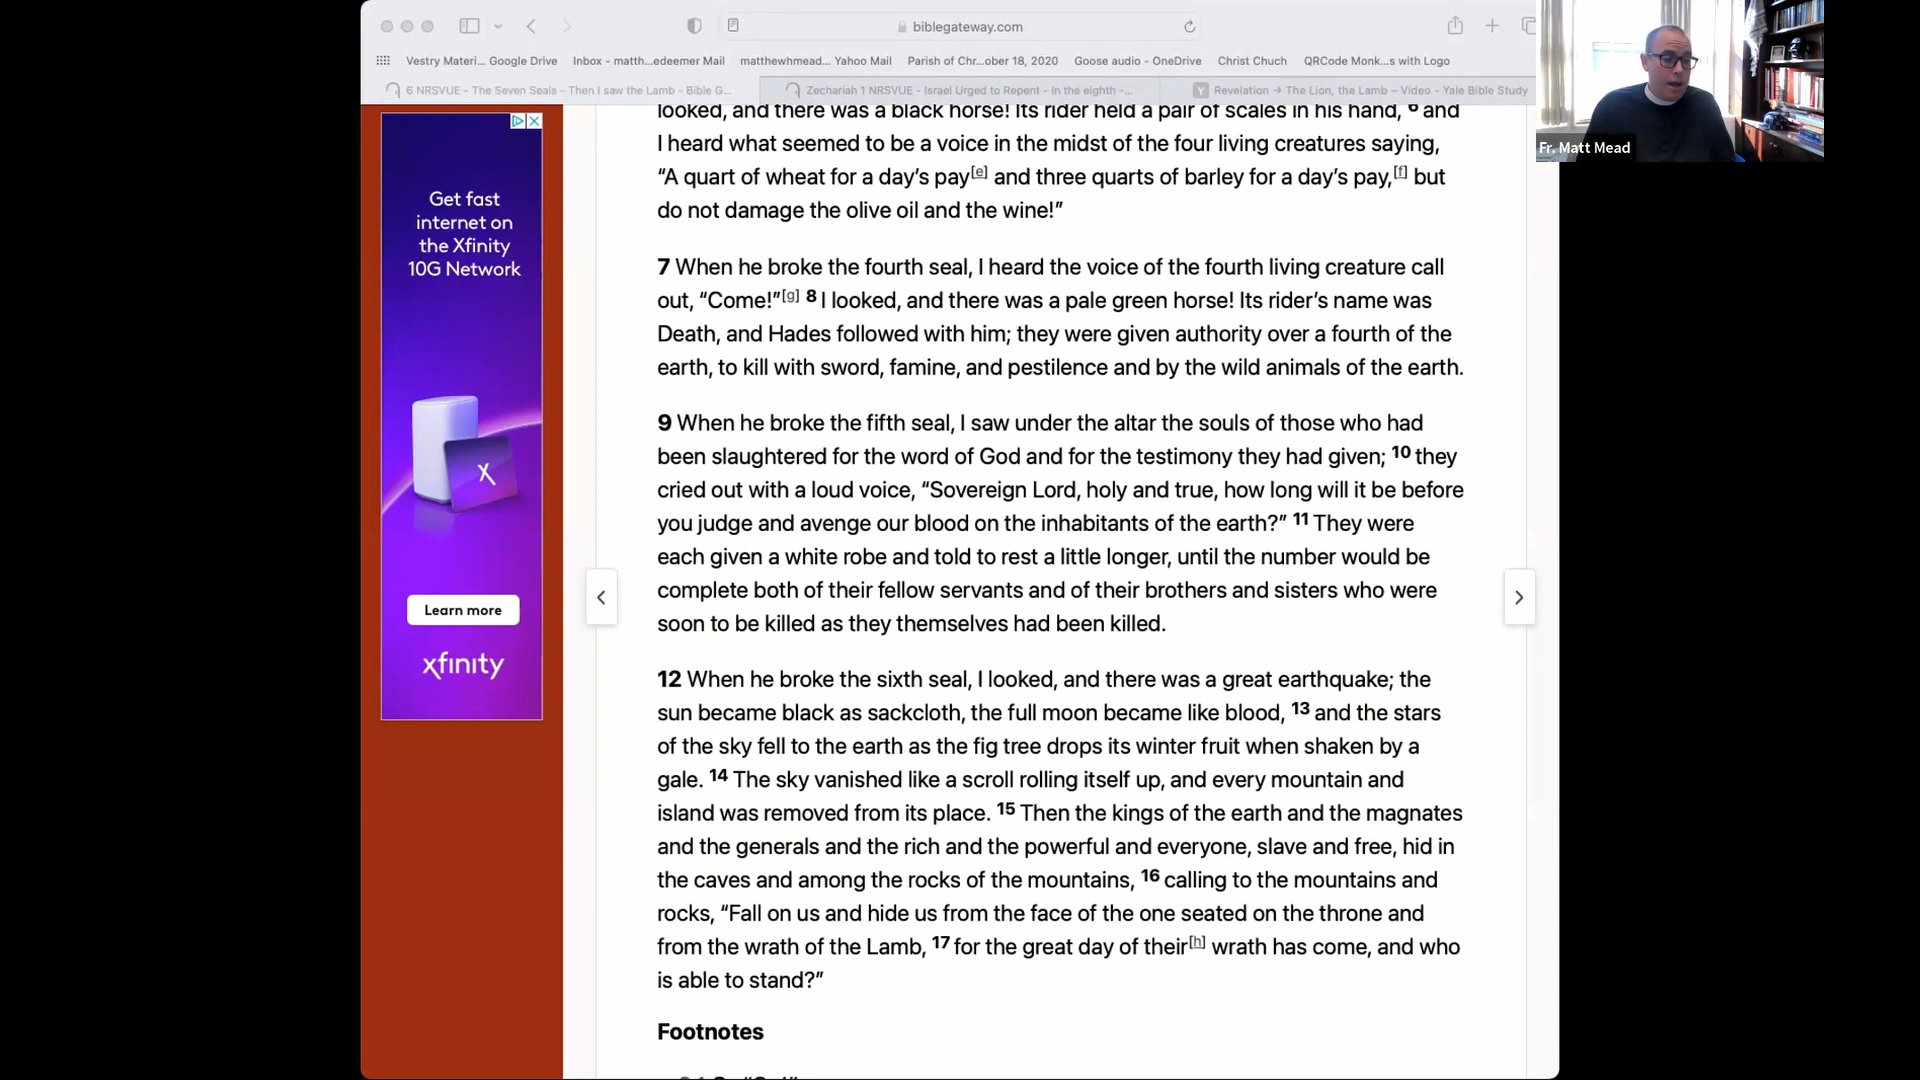 biblegateway.com
Vestry Materi... Google Drive
Inbox - matth...edeemer Mail
matthewhmead... Yahoo Mail
Parish of Chr...ober 18, 2020
Goose audio - OneDrive
Christ Chuch
QRCode Monk...s with Logo
6 NRSVUE - The Seven Seals – Then I saw the Lamb - Bible G...
Zechariah 1 NRSVUE - Israel Urged to Repent - In the eighth -...
Revelation → The Lion, the Lamb – Video - Yale Bible Study
Fr. Matt Mead
Get fast
internet on
the Xfinity
10G Network
X
Learn more
xfinity
looked, and there was a black horse! Its rider held a pair of scales in his hand, 6 and
I heard what seemed to be a voice in the midst of the four living creatures saying,
“A quart of wheat for a day’s pay[e] and three quarts of barley for a day’s pay,[f] but
do not damage the olive oil and the wine!”
7 When he broke the fourth seal, I heard the voice of the fourth living creature call
out, “Come!”[g] 8 I looked, and there was a pale green horse! Its rider’s name was
Death, and Hades followed with him; they were given authority over a fourth of the
earth, to kill with sword, famine, and pestilence and by the wild animals of the earth.
9 When he broke the fifth seal, I saw under the altar the souls of those who had
been slaughtered for the word of God and for the testimony they had given; 10 they
cried out with a loud voice, “Sovereign Lord, holy and true, how long will it be before
you judge and avenge our blood on the inhabitants of the earth?” 11 They were
each given a white robe and told to rest a little longer, until the number would be
complete both of their fellow servants and of their brothers and sisters who were
soon to be killed as they themselves had been killed.
12 When he broke the sixth seal, I looked, and there was a great earthquake; the
sun became black as sackcloth, the full moon became like blood, 13 and the stars
of the sky fell to the earth as the fig tree drops its winter fruit when shaken by a
gale. 14 The sky vanished like a scroll rolling itself up, and every mountain and
island was removed from its place. 15 Then the kings of the earth and the magnates
and the generals and the rich and the powerful and everyone, slave and free, hid in
the caves and among the rocks of the mountains, 16 calling to the mountains and
rocks, “Fall on us and hide us from the face of the one seated on the throne and
from the wrath of the Lamb, 17 for the great day of their[h] wrath has come, and who
is able to stand?”
Footnotes